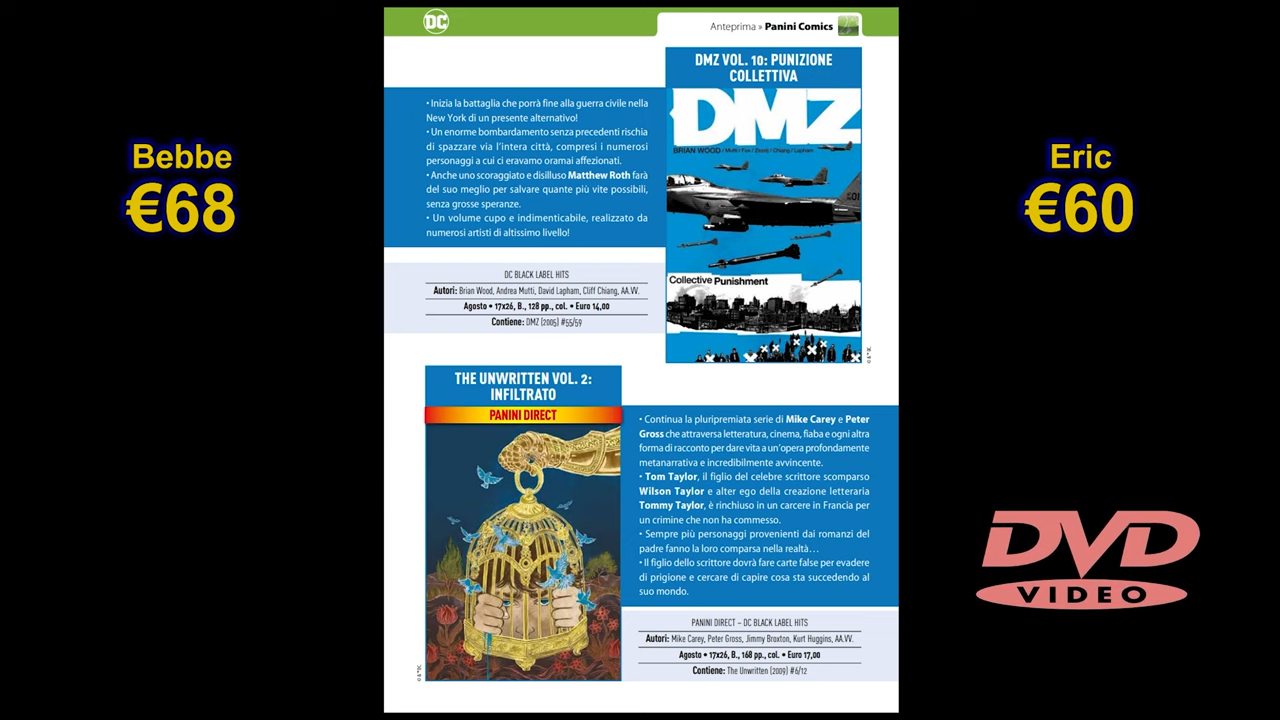 DC
Anteprima » Panini Comics
Bebbe
€68
Eric
€60
DMZ VOL. 10: PUNIZIONE
COLLETTIVA
• Inizia la battaglia che porrà fine alla guerra civile nella
New York di un presente alternativo!
• Un enorme bombardamento senza precedenti rischia
di spazzare via l'intera città, compresi i numerosi
personaggi a cui ci eravamo oramai affezionati.
• Anche uno scoraggiato e disilluso Matthew Roth farà
del suo meglio per salvare quante più vite possibili,
senza grosse speranze.
• Un volume cupo e indimenticabile, realizzato da
numerosi artisti di altissimo livello!
DMZ
BRIAN WOOD
Collective Punishment
DC BLACK LABEL HITS
Autori: Brian Wood, Andrea Mutti, David Lapham, Cliff Chiang, AA.VV.
Agosto • 17x26, B., 128 pp., col. • Euro 14,00
Contiene: DMZ (2005) #55/59
THE UNWRITTEN VOL. 2:
INFILTRATO
PANINI DIRECT
• Continua la pluripremiata serie di Mike Carey e Peter
Gross che attraversa letteratura, cinema, fiaba e ogni altra
forma di racconto per dare vita a un'opera profondamente
metanarrativa e incredibilmente avvincente.
• Tom Taylor, il figlio del celebre scrittore scomparso
Wilson Taylor e alter ego della creazione letteraria
Tommy Taylor, è rinchiuso in un carcere in Francia per
un crimine che non ha commesso.
• Sempre più personaggi provenienti dai romanzi del
padre fanno la loro comparsa nella realtà…
• Il figlio dello scrittore dovrà fare carte false per evadere
di prigione e cercare di capire cosa sta succedendo al
suo mondo.
PANINI DIRECT – DC BLACK LABEL HITS
Autori: Mike Carey, Peter Gross, Jimmy Broxton, Kurt Huggins, AA.VV.
Agosto • 17x26, B., 168 pp., col. • Euro 17,00
Contiene: The Unwritten (2009) #6/12
DVD
VIDEO